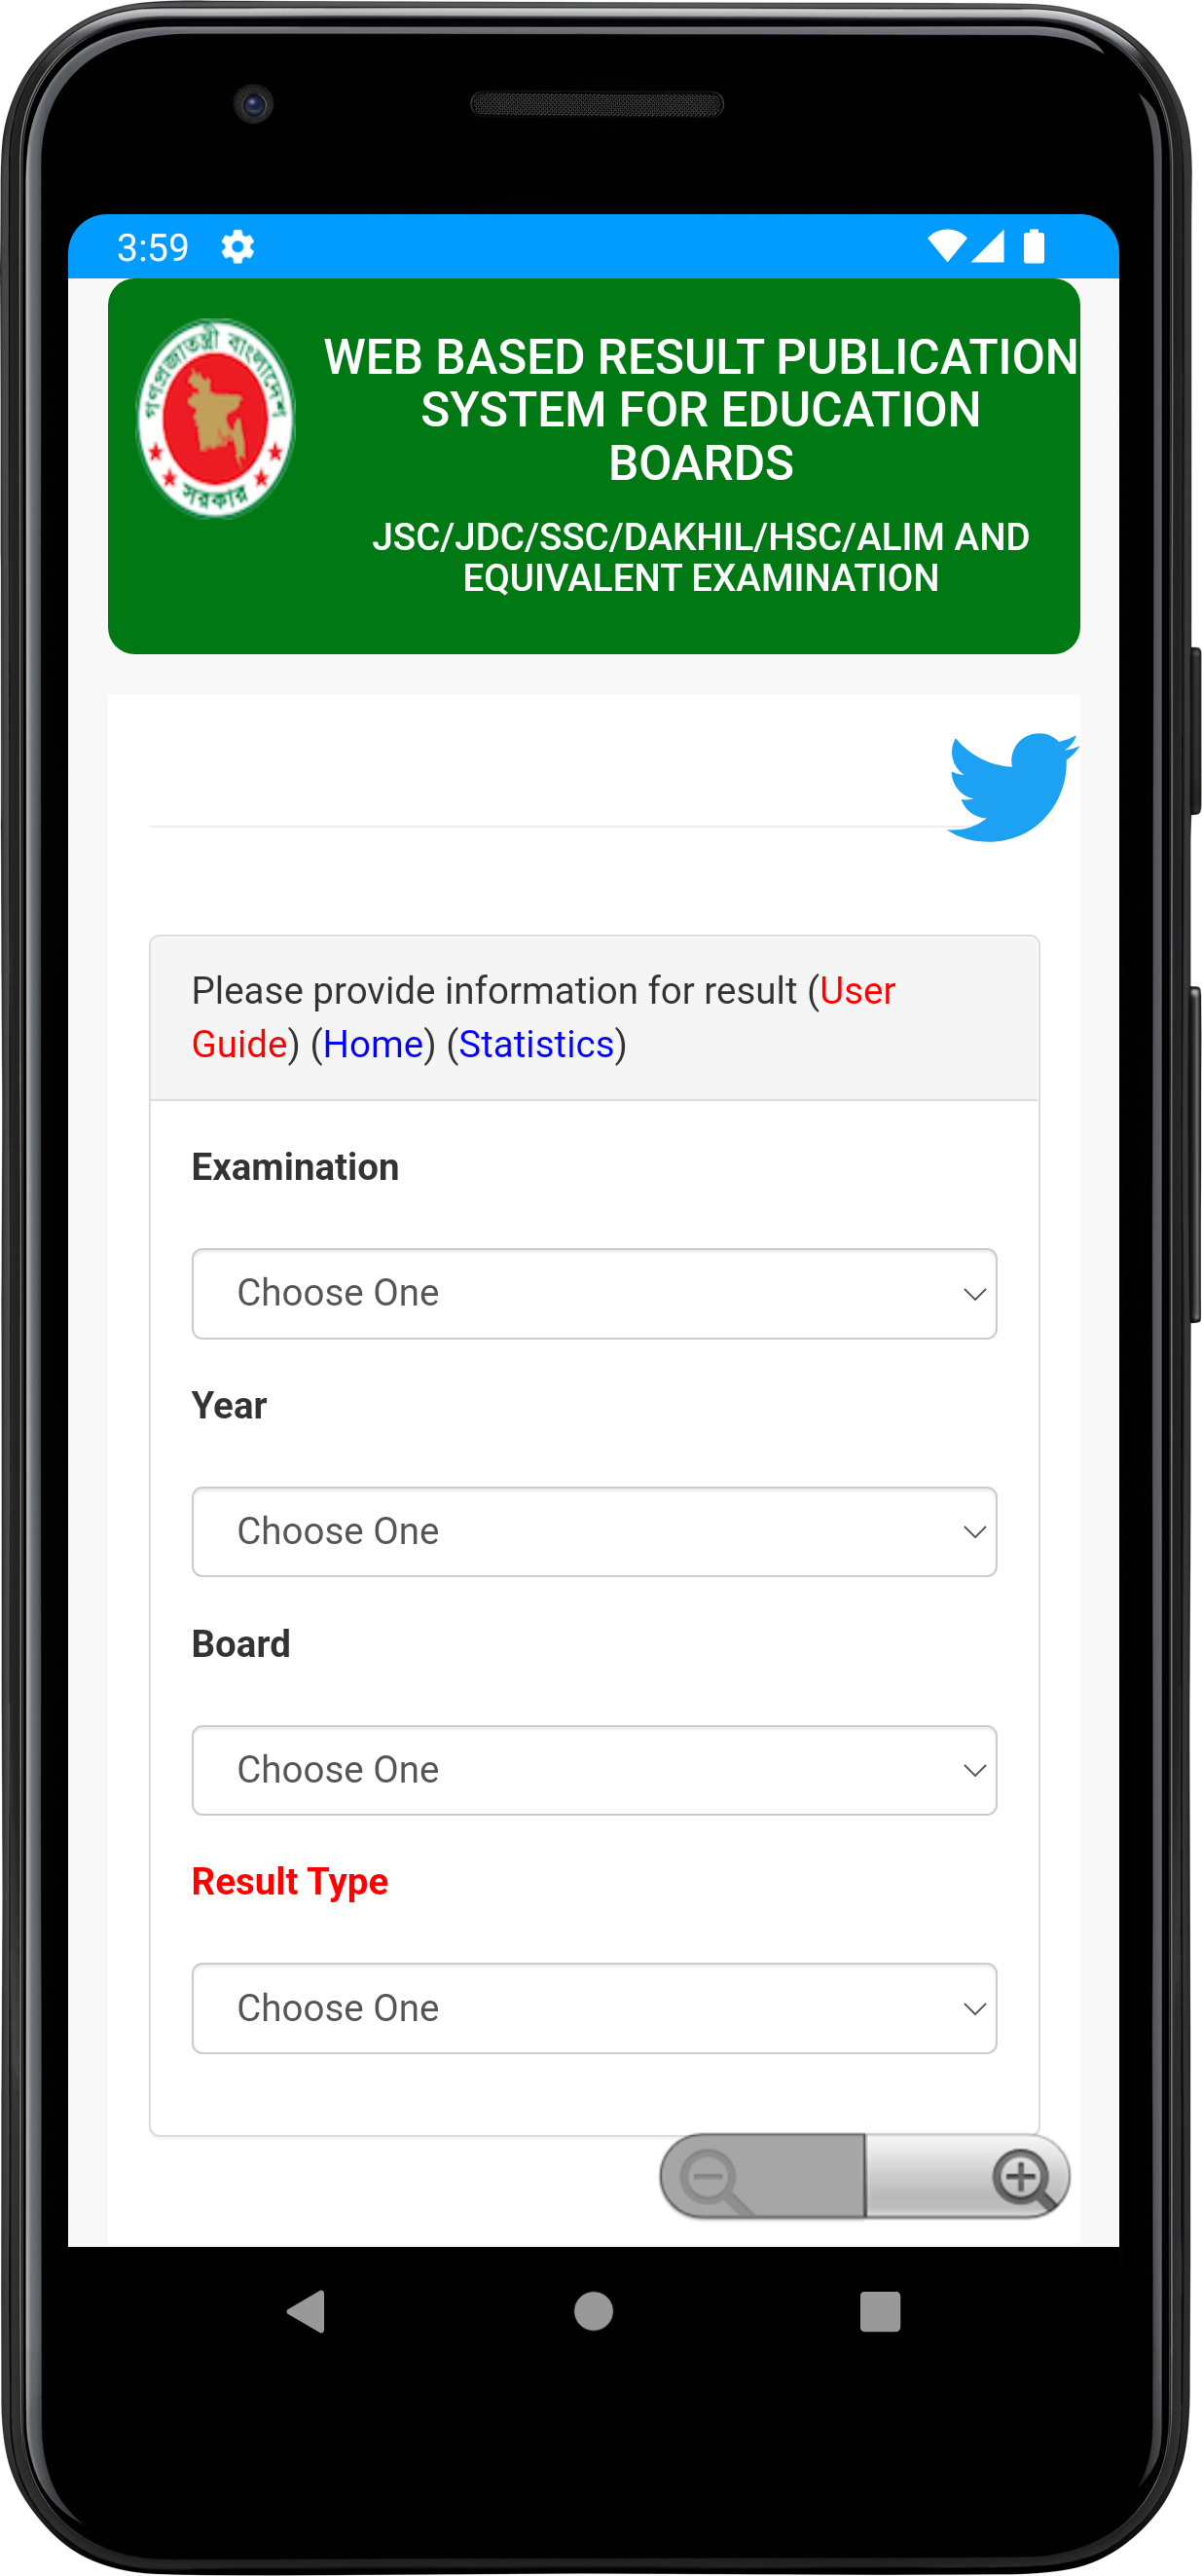 3:59
গণপ্রজাতন্ত্রী বাংলাদেশ
সরকার
WEB BASED RESULT PUBLICATION
SYSTEM FOR EDUCATION
BOARDS
JSC/JDC/SSC/DAKHIL/HSC/ALIM AND
EQUIVALENT EXAMINATION
Please provide information for result (User
Guide) (Home) (Statistics)
Examination
Choose One
Year
Choose One
Board
Choose One
Result Type
Choose One